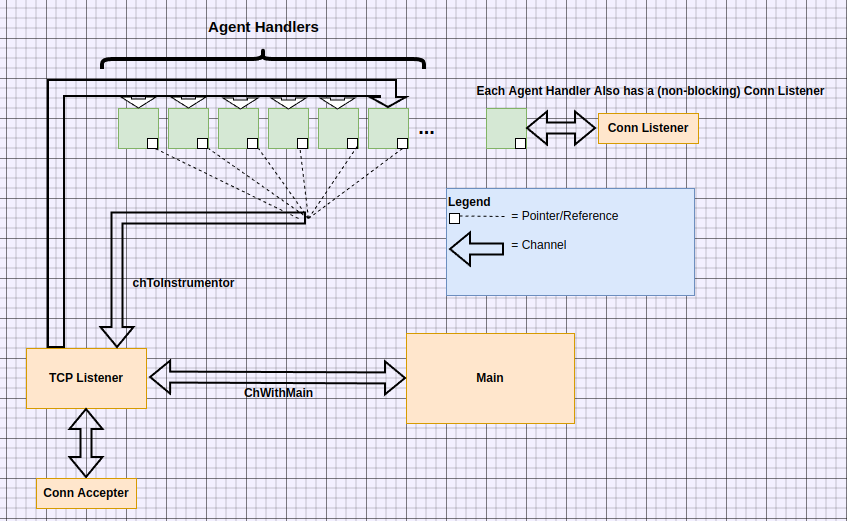 Agent Handlers
Each Agent Handler Also has a (non-blocking) Conn Listener
...
Conn Listener
Legend
= Pointer/Reference
= Channel
chToInstrumentor
TCP Listener
ChWithMain
Main
Conn Accepter